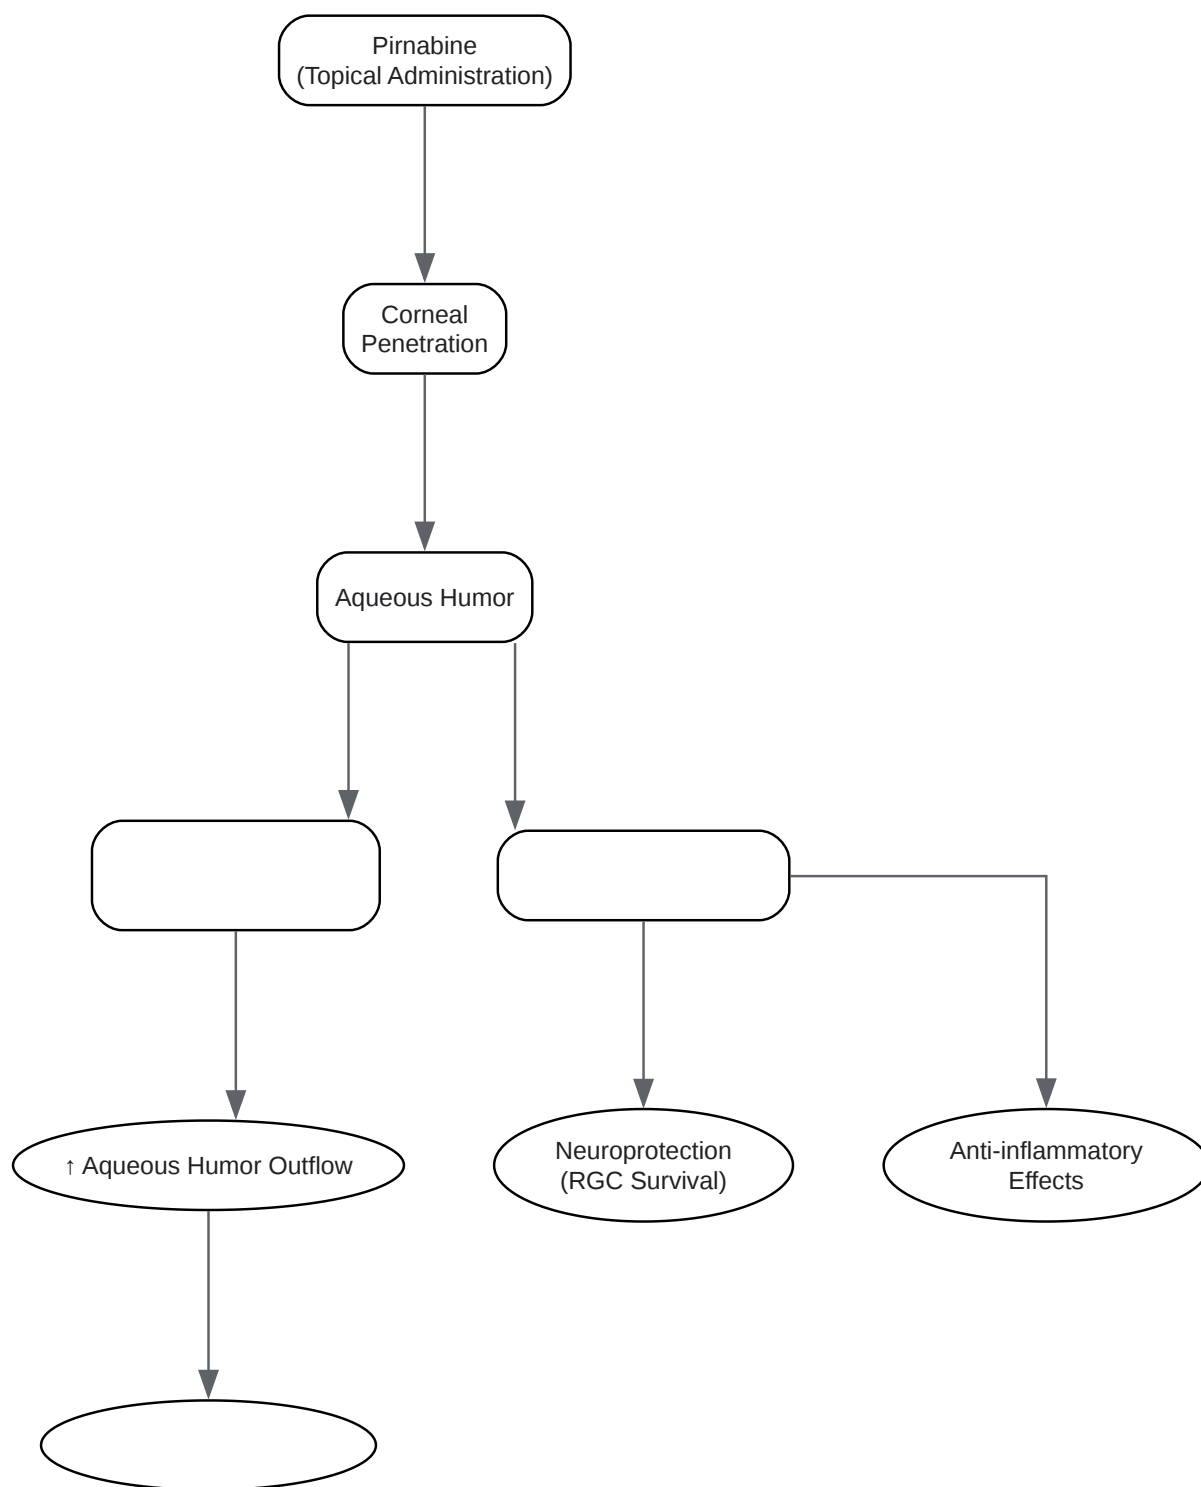 Pirnabine
(Topical Administration)
Corneal
Penetration
Aqueous Humor
↑ Aqueous Humor Outflow
Neuroprotection
(RGC Survival)
Anti-inflammatory
Effects